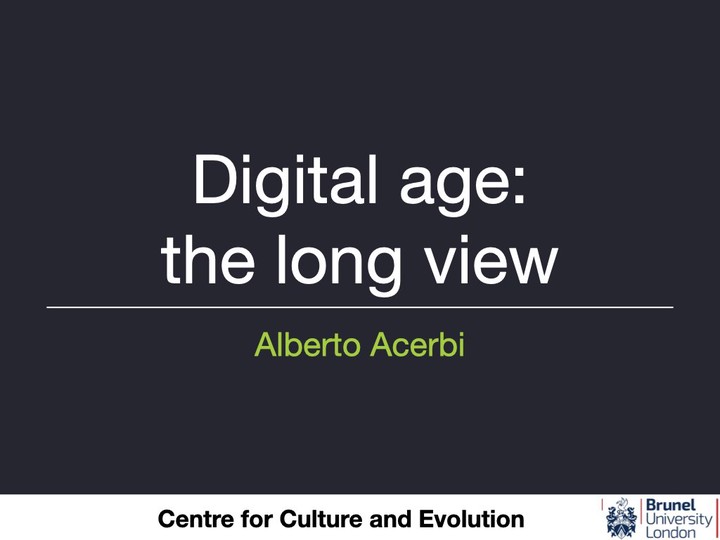 Digital age:
the long view
Alberto Acerbi
Centre for Culture and Evolution
Brunel
University
London